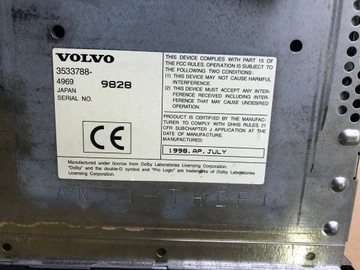 VOLVO
3533788-
4969 9828
JAPAN
SERIAL NO.
CE
THIS DEVICE COMPLIES WITH PART 15 OF
THE FCC RULES. OPERATION IS SUBJECT TO
THE FOLLOWING TWO CONDITIONS:
(1) THIS DEVICE MAY NOT CAUSE HARMFUL
INTERFERENCE, AND
(2) THIS DEVICE MUST ACCEPT ANY INTER-
FERENCE RECEIVED INCLUDING INTER-
FERENCE THAT MAY CAUSE UNDESIRED
OPERATION.
PRODUCT IS CERTIFIED BY THE MANUFAC-
TURER TO COMPLY WITH DHHS RULES 21
CFR SUBCHAPTER J APPLICATION AT THE
DATE OF MANUFACTURE
MANUFACTURED:
1998.AP.JULY
Manufactured under license from Dolby Laboratories Licensing Corporation.
"Dolby" and the double-D symbol and "Pro Logic" are trademarks of Dolby Laboratories
Licensing Corporation.